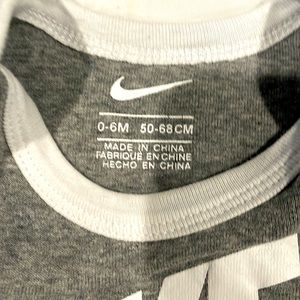 0-6M 50-68CM
MADE IN CHINA
FABRIQUÉ EN CHINE
HECHO EN CHINA